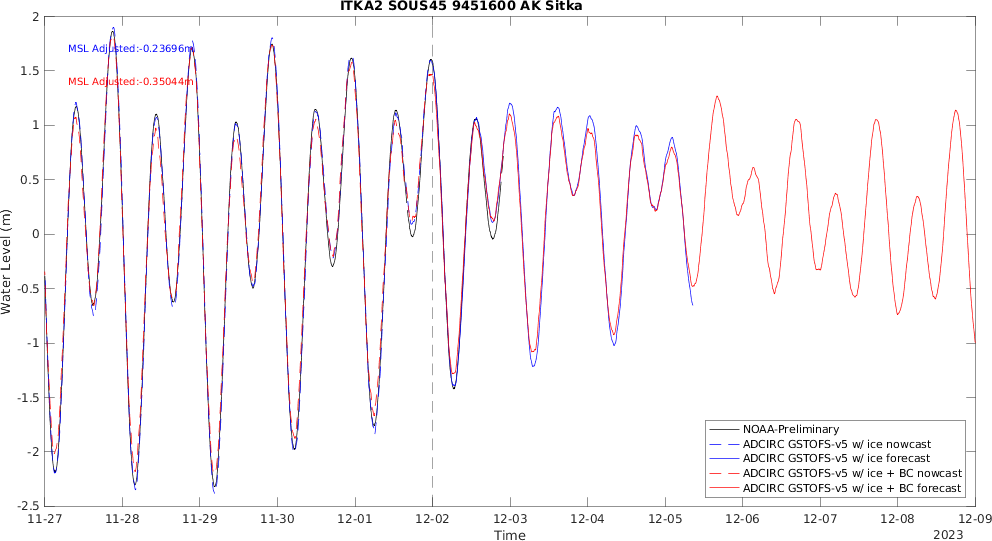 ITKA2 SOUS45 9451600 AK Sitka
MSL Adjusted:-0.23696m
MSL Adjusted:-0.35044m
Water Level (m)
2
1.5
1
0.5
0
-0.5
-1
-1.5
-2
-2.5
NOAA-Preliminary
ADCIRC GSTOFS-v5 w/ ice nowcast
ADCIRC GSTOFS-v5 w/ ice forecast
ADCIRC GSTOFS-v5 w/ ice + BC nowcast
ADCIRC GSTOFS-v5 w/ ice + BC forecast
11-27 11-28 11-29 11-30 12-01 12-02 12-03 12-04 12-05 12-06 12-07 12-08 12-09
Time
2023